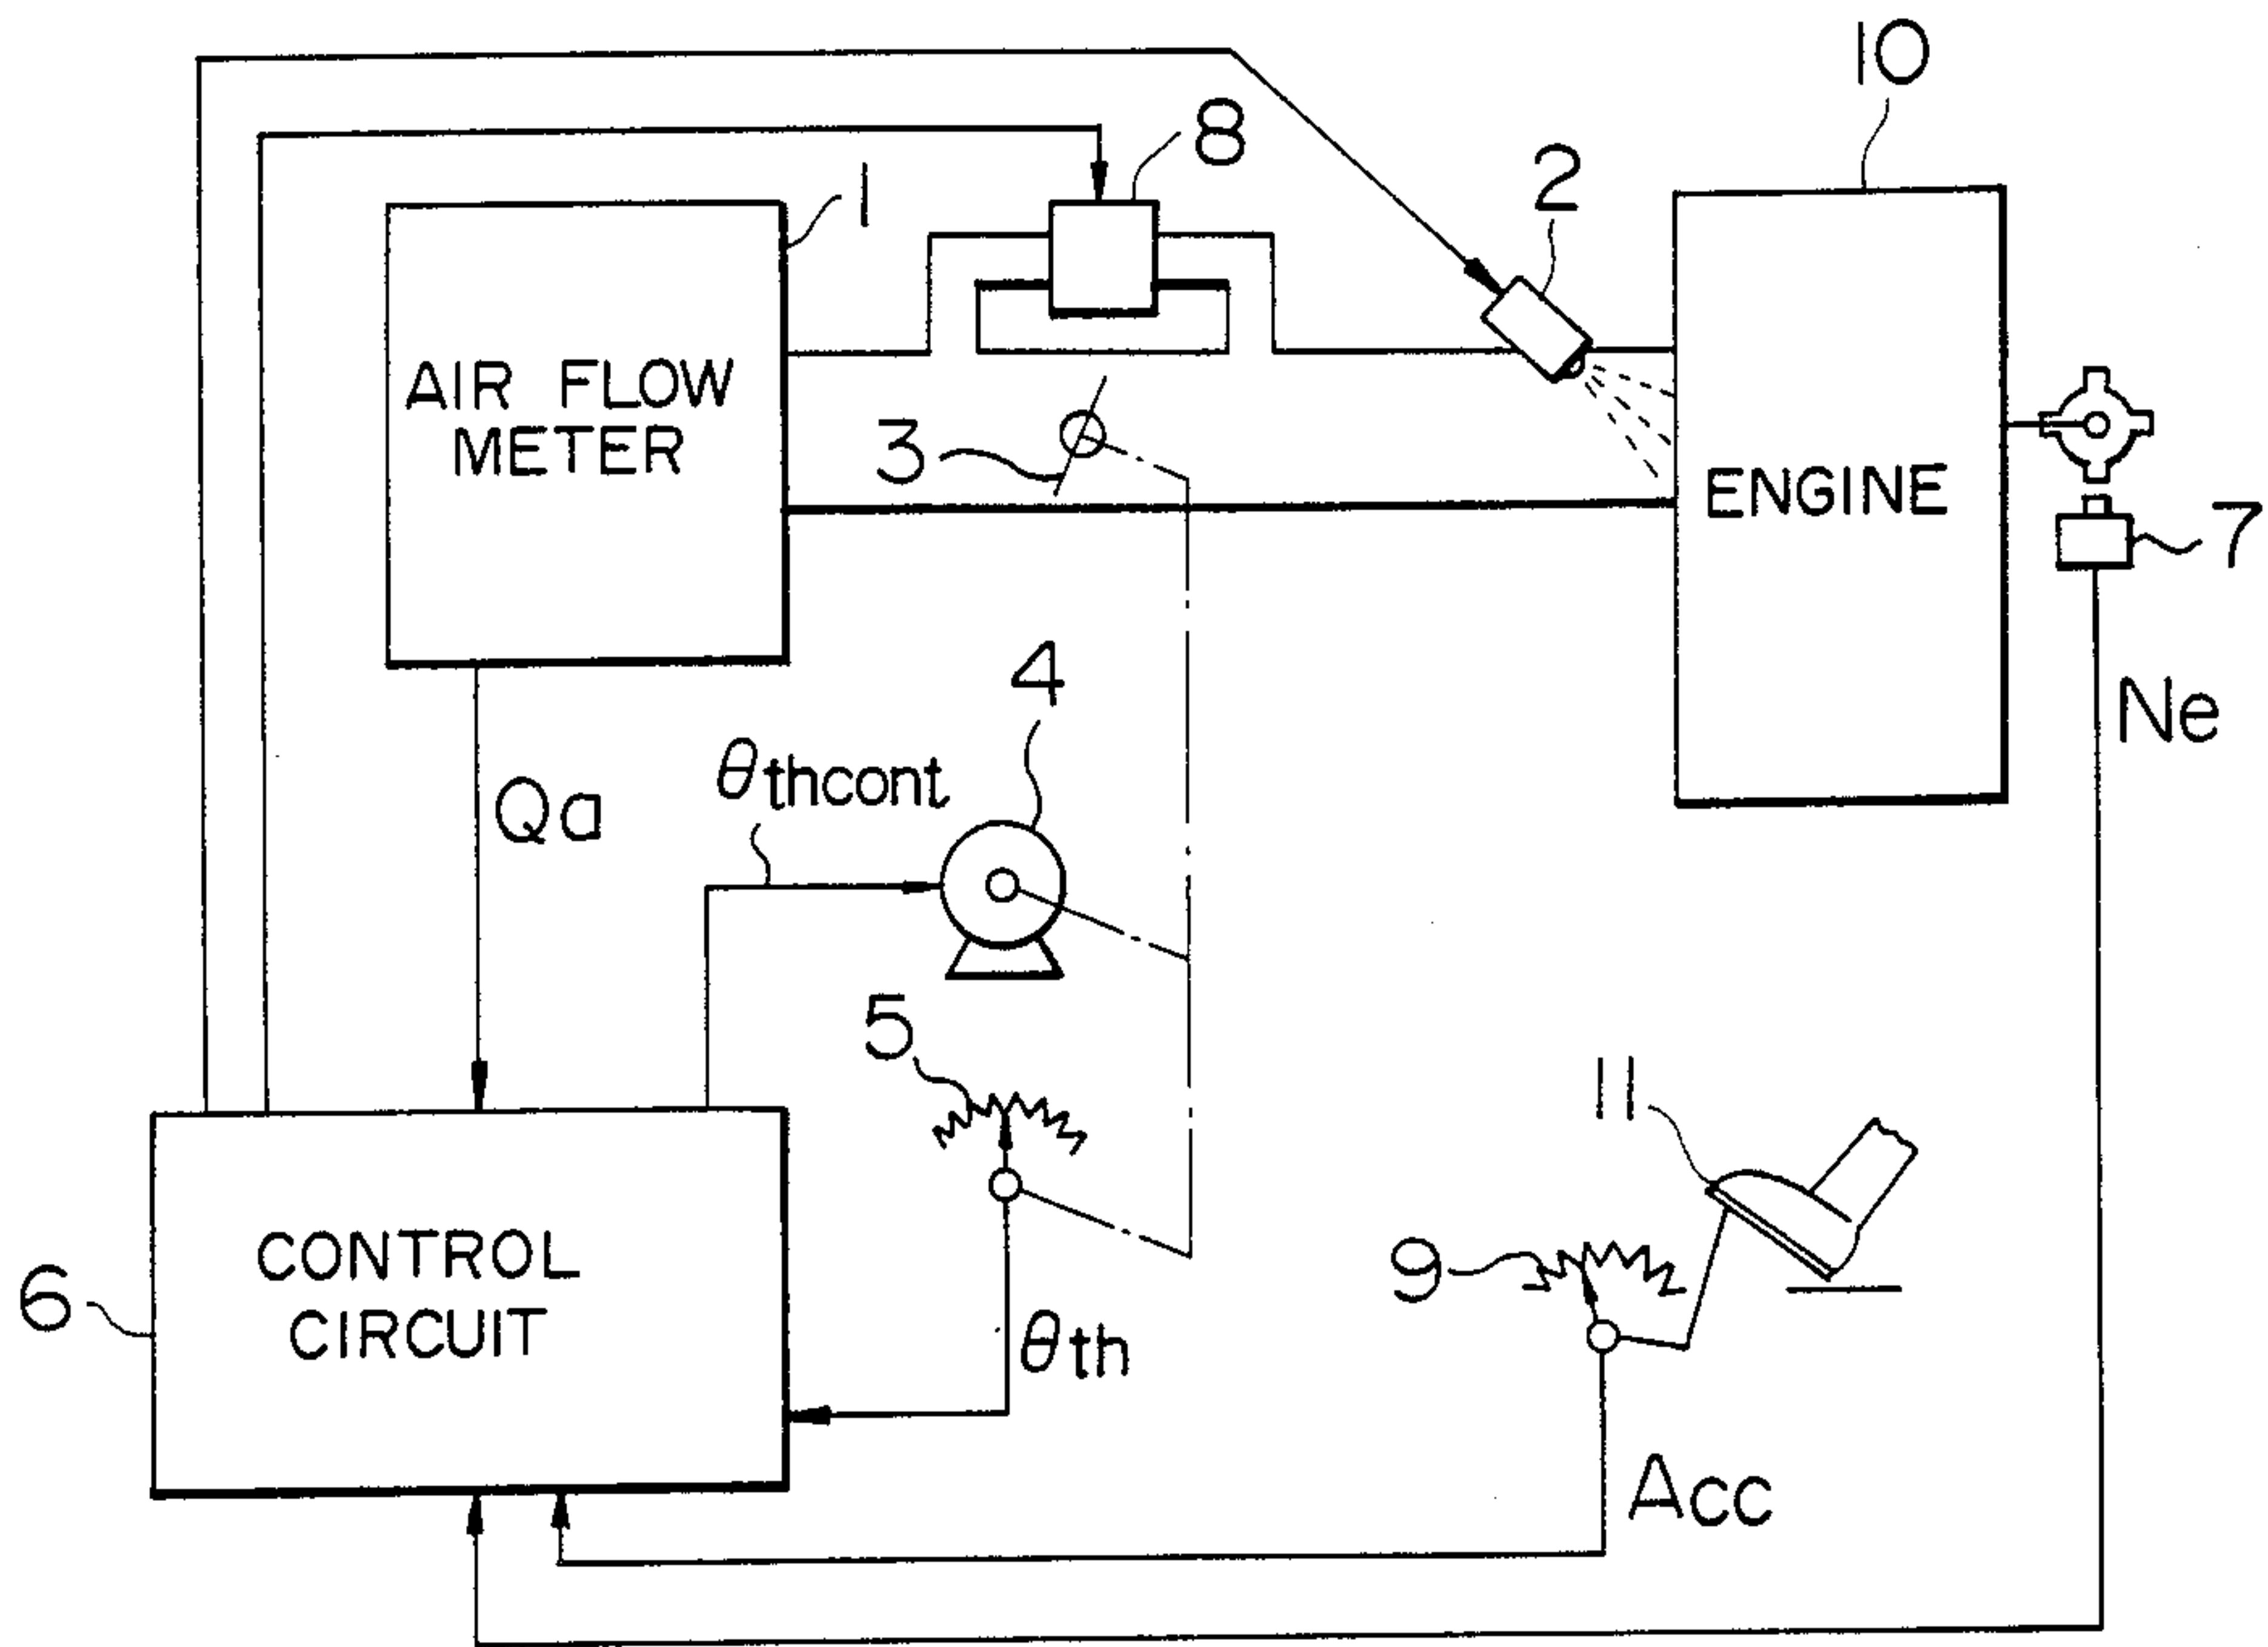 10
8
2
1
AIR FLOW
METER
3
ENGINE
7
4
Ne
θthcont
Qa
5
11
CONTROL
CIRCUIT
9
6
θth
Acc